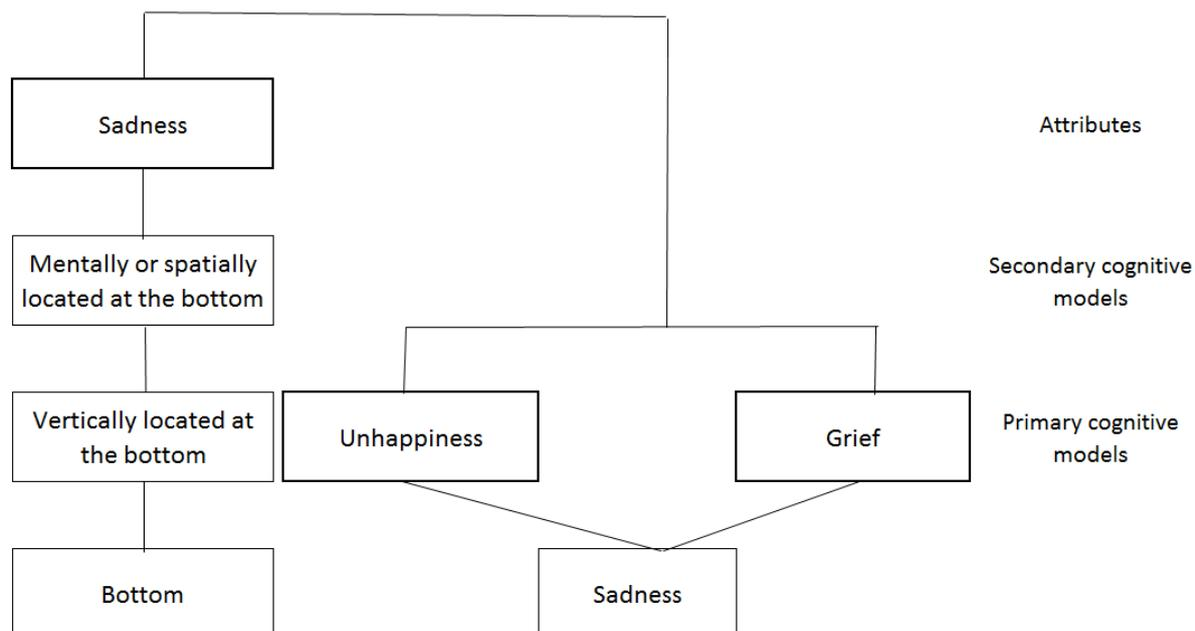 Sadness
Attributes
Mentally or spatially
located at the bottom
Secondary cognitive
models
Vertically located at
the bottom
Unhappiness
Grief
Primary cognitive
models
Bottom
Sadness